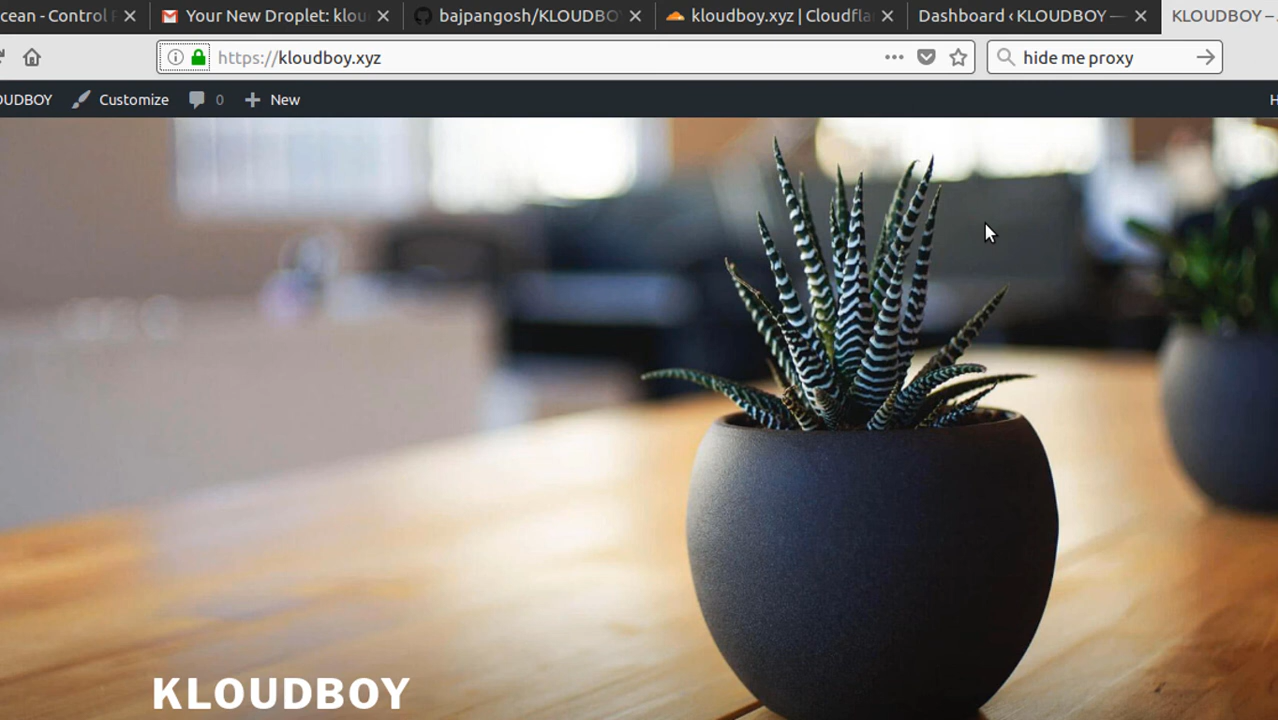 cean - Control P
Your New Droplet: klou
bajpangosh/KLOUDBO
kloudboy.xyz | Cloudfla
Dashboard ‹ KLOUDBOY —
KLOUDBOY –
https://kloudboy.xyz
hide me proxy
OUDBOY
Customize
0
New
H
KLOUDBOY